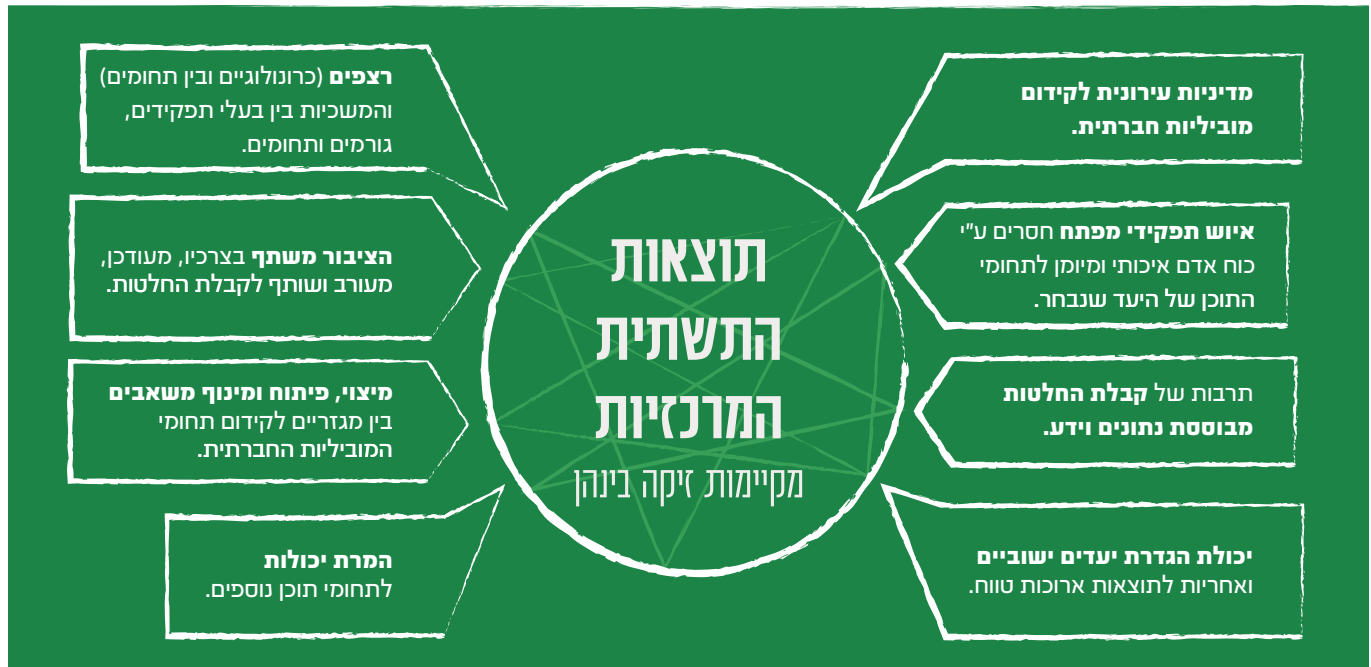 תוצאות
התשתית
המרכזיות
מקיימות זיקה בינהן
מדיניות עירונית לקידום
מוביליות חברתית.
איוש תפקידי מפתח חסרים ע"י
כוח אדם איכותי ומיומן לתחומי
התוכן של היעד שנבחר.
תרבות של קבלת החלטות
מבוססת נתונים וידע.
יכולת הגדרת יעדים ישוביים
ואחריות לתוצאות ארוכות טווח.
רצפים (כרונולוגיים ובין תחומים)
והמשכיות בין בעלי תפקידים,
גורמים ותחומים.
הציבור משתף בצרכיו, מעודכן,
מעורב ושותף לקבלת החלטות.
מיצוי, פיתוח ומינוף משאבים
בין מגזריים לקידום תחומי
המוביליות החברתית.
המרת יכולות
לתחומי תוכן נוספים.